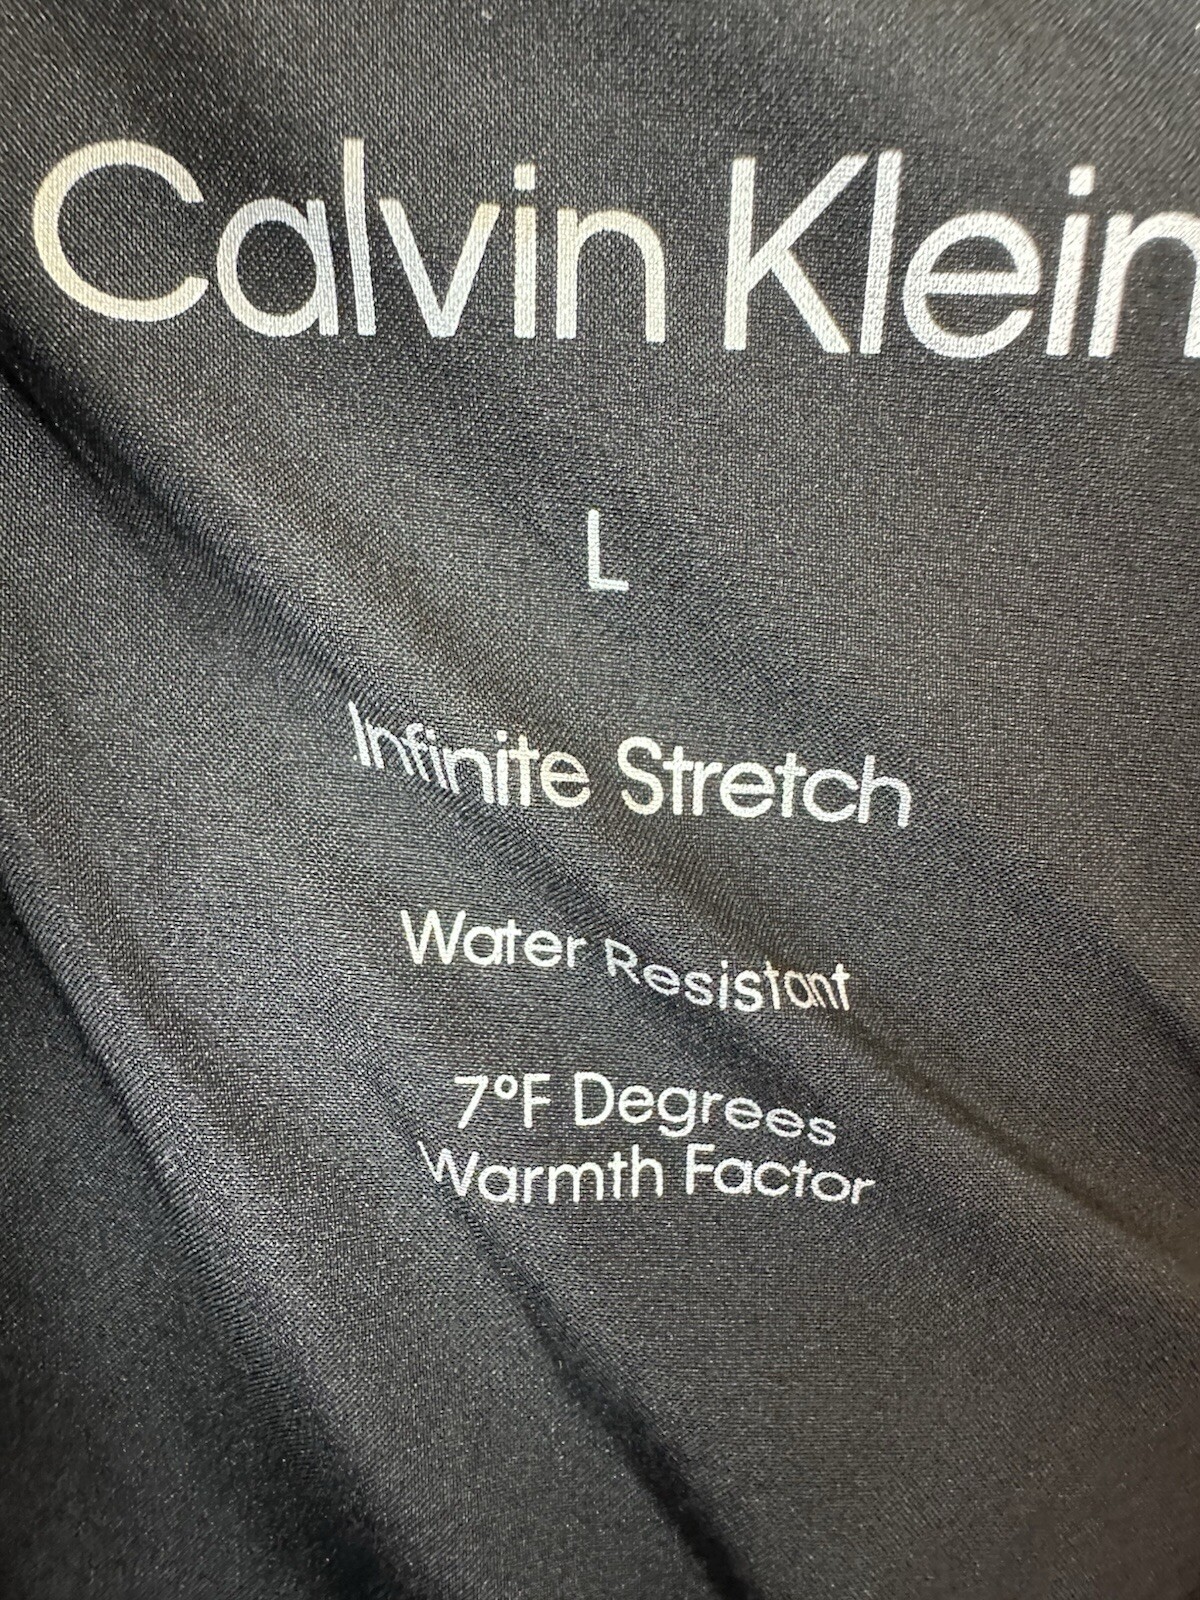 Calvin Klein
L
Infinite Stretch
Water Resistant
7°F Degrees
Warmth Factor